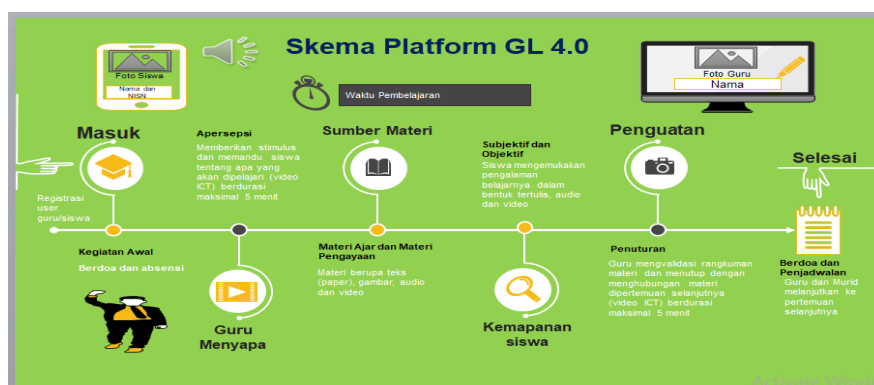 Skema Platform GL 4.0
Foto Siswa
Nama dan
NISN
Waktu Pembelajaran
Foto Guru
Nama
Masuk
Registrasi
user
guru/siswa
Kegiatan Awal
Berdoa dan absensi
Apersepsi
Memberikan stimulus
dan memandu siswa
tentang apa yang
akan dipelajari (video
ICT) berdurasi
maksimal 5 menit
Guru
Menyapa
Sumber Materi
Materi Ajar dan Materi
Pengayaan
Materi berupa teks
(paper), gambar, audio
dan video
Subjektif dan
Objektif
Siswa mengemukakan
pengalaman
belajarnya dalam
bentuk tertulis, audio
dan video
Kemapanan
siswa
Penguatan
Penuturan
Guru mengvalidasi rangkuman
materi dan menutup dengan
menghubungan materi
dipertemuan selanjutnya
(video ICT) berdurasi
maksimal 5 menit
Selesai
Berdoa dan
Penjadwalan
Guru dan Murid
melanjutkan ke
pertemuan
selanjutnya